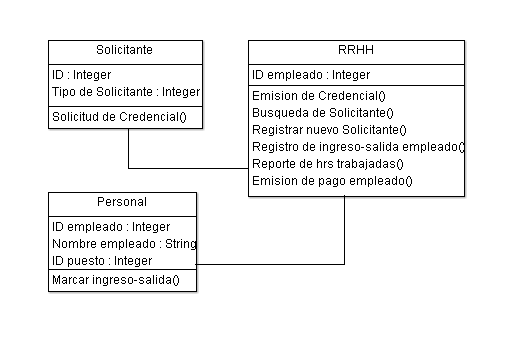 Solicitante
ID : Integer
Tipo de Solicitante : Integer
Solicitud de Credencial()
RRHH
ID empleado : Integer
Emision de Credencial()
Busqueda de Solicitante()
Registrar nuevo Solicitante()
Registro de ingreso-salida empleado()
Reporte de hrs trabajadas()
Emision de pago empleado()
Personal
ID empleado : Integer
Nombre empleado : String
ID puesto : Integer
Marcar ingreso-salida()